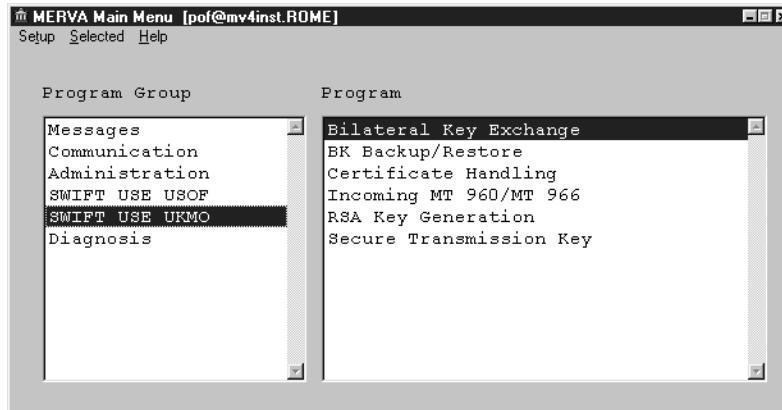 MERVA Main Menu [pof@mv4inst.ROME]
Setup Selected Help
Program Group
Program
Messages
Communication
Administration
SWIFT USE USOF
SWIFT USE UKMO
Diagnosis
Bilateral Key Exchange
BK Backup/Restore
Certificate Handling
Incoming MT 960/MT 966
RSA Key Generation
Secure Transmission Key